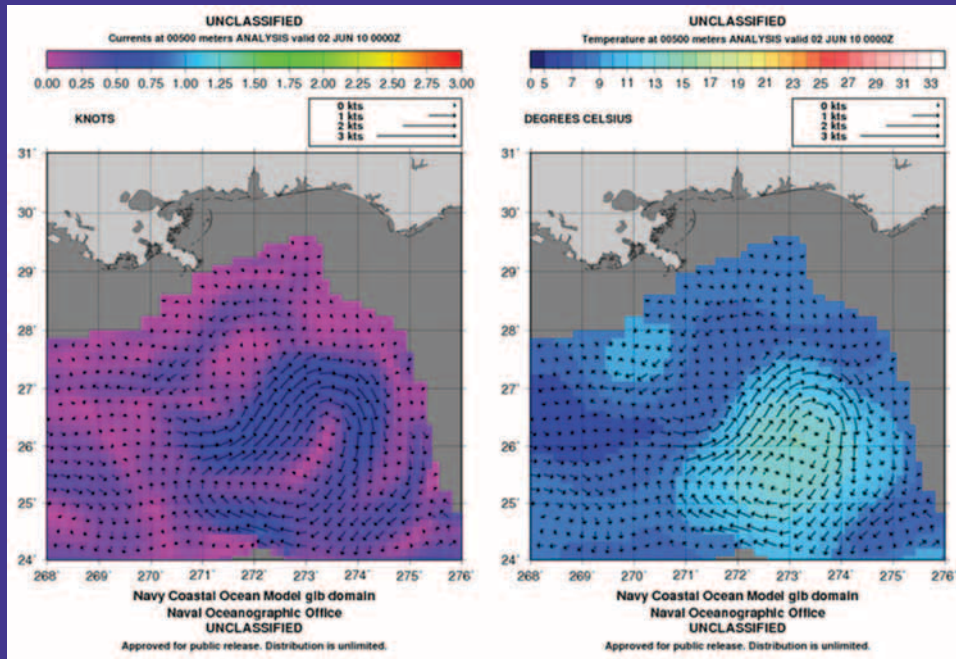 UNCLASSIFIED
Currents at 00500 meters ANALYSIS valid 02 JUN 10 0000Z
0.00 0.25 0.50 0.75 1.00 1.25 1.50 1.75 2.00 2.25 2.50 2.75 3.00
KNOTS
0 kts
1 kts
2 kts
3 kts
31°
30°
29°
28°
27°
26°
25°
24°
268° 269° 270° 271° 272° 273° 274° 275° 276°
Navy Coastal Ocean Model glb domain
Naval Oceanographic Office
UNCLASSIFIED
Approved for public release. Distribution is unlimited.
UNCLASSIFIED
Temperature at 00500 meters ANALYSIS valid 02 JUN 10 0000Z
0 5 7 9 11 13 15 17 19 21 23 25 27 29 31 33
DEGREES CELSIUS
0 kts
1 kts
2 kts
3 kts
31°
30°
29°
28°
27°
26°
25°
24°
268° 269° 270° 271° 272° 273° 274° 275° 276°
Navy Coastal Ocean Model glb domain
Naval Oceanographic Office
UNCLASSIFIED
Approved for public release. Distribution is unlimited.